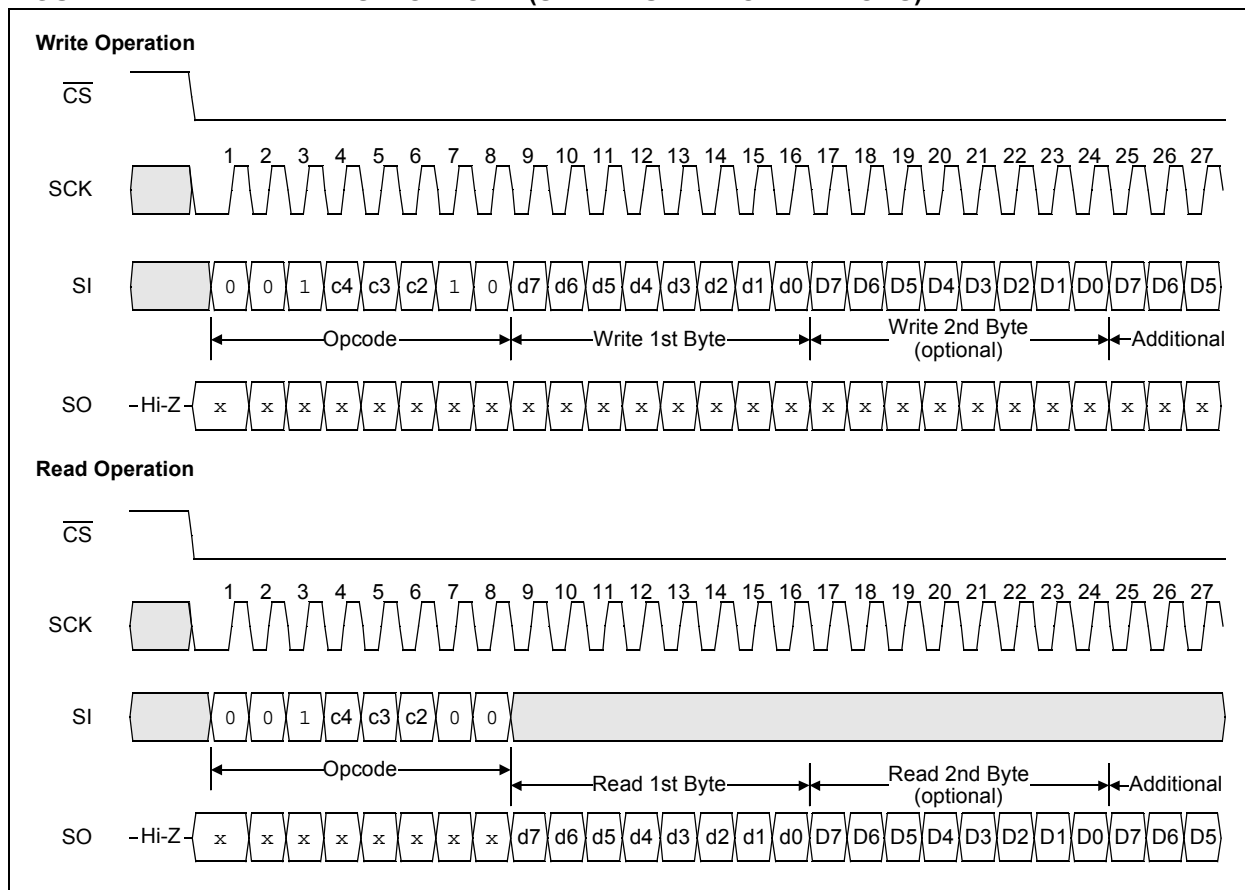 Write Operation
CS
1 2 3 4 5 6 7 8 9 10 11 12 13 14 15 16 17 18 19 20 21 22 23 24 25 26 27
SCK
SI 0 0 1 c4 c3 c2 1 0 d7 d6 d5 d4 d3 d2 d1 d0 D7 D6 D5 D4 D3 D2 D1 D0 D7 D6 D5
Opcode Write 1st Byte Write 2nd Byte Additional
(optional)
SO Hi-Z x x x x x x x x x x x x x x x x x x x x x x x x x x x
Read Operation
CS
1 2 3 4 5 6 7 8 9 10 11 12 13 14 15 16 17 18 19 20 21 22 23 24 25 26 27
SCK
SI 0 0 1 c4 c3 c2 0 0
Opcode Read 1st Byte Read 2nd Byte Additional
(optional)
SO Hi-Z x x x x x x x x d7 d6 d5 d4 d3 d2 d1 d0 D7 D6 D5 D4 D3 D2 D1 D0 D7 D6 D5